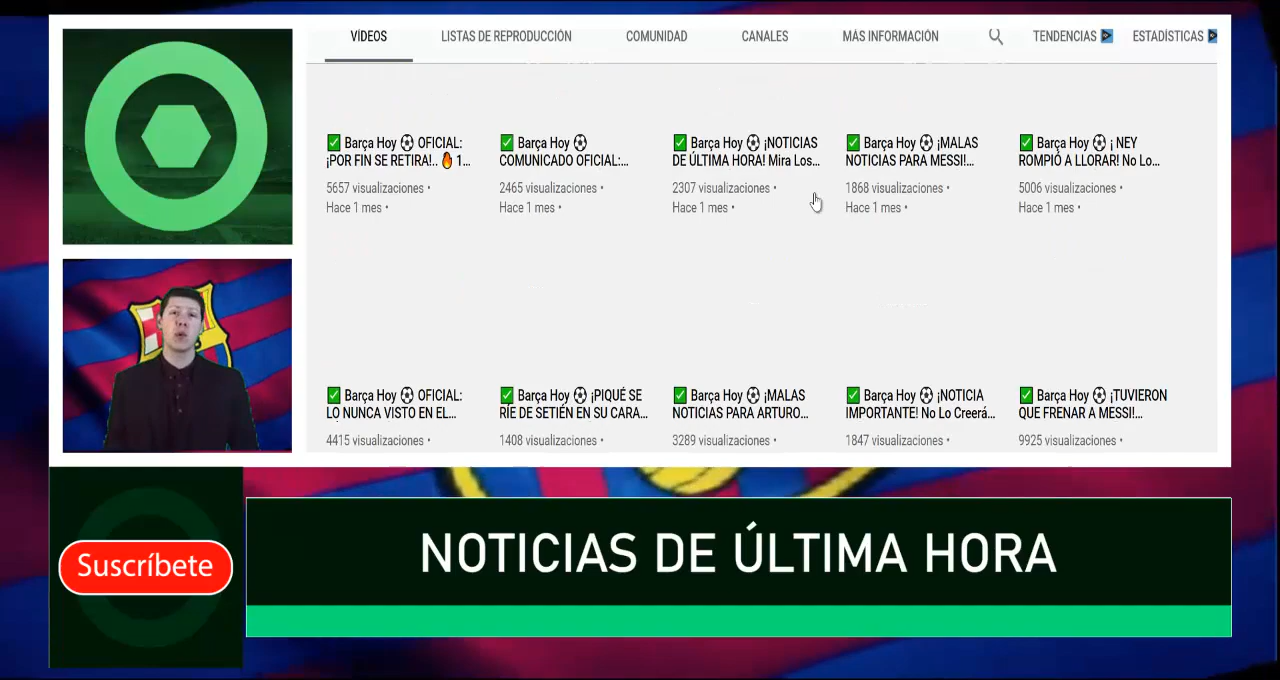 VÍDEOS LISTAS DE REPRODUCCIÓN COMUNIDAD CANALES MÁS INFORMACIÓN TENDENCIAS ESTADÍSTICAS
✅ Barça Hoy ⚽ OFICIAL:
¡POR FIN SE RETIRA!.. 🔥 1...
5657 visualizaciones •
Hace 1 mes •
✅ Barça Hoy ⚽
COMUNICADO OFICIAL:...
2465 visualizaciones •
Hace 1 mes •
✅ Barça Hoy ⚽ ¡NOTICIAS
DE ÚLTIMA HORA! Mira Los...
2307 visualizaciones •
Hace 1 mes •
✅ Barça Hoy ⚽ ¡MALAS
NOTICIAS PARA MESSI!...
1868 visualizaciones •
Hace 1 mes •
✅ Barça Hoy ⚽ ¡ NEY
ROMPIÓ A LLORAR! No Lo...
5006 visualizaciones •
Hace 1 mes •
✅ Barça Hoy ⚽ OFICIAL:
LO NUNCA VISTO EN EL...
4415 visualizaciones •
✅ Barça Hoy ⚽ ¡PIQUÉ SE
RÍE DE SETIÉN EN SU CARA...
1408 visualizaciones •
✅ Barça Hoy ⚽ ¡MALAS
NOTICIAS PARA ARTURO...
3289 visualizaciones •
✅ Barça Hoy ⚽ ¡NOTICIA
IMPORTANTE! No Lo Creerá...
1847 visualizaciones •
✅ Barça Hoy ⚽ ¡TUVIERON
QUE FRENAR A MESSI!...
9925 visualizaciones •
Suscríbete
NOTICIAS DE ÚLTIMA HORA